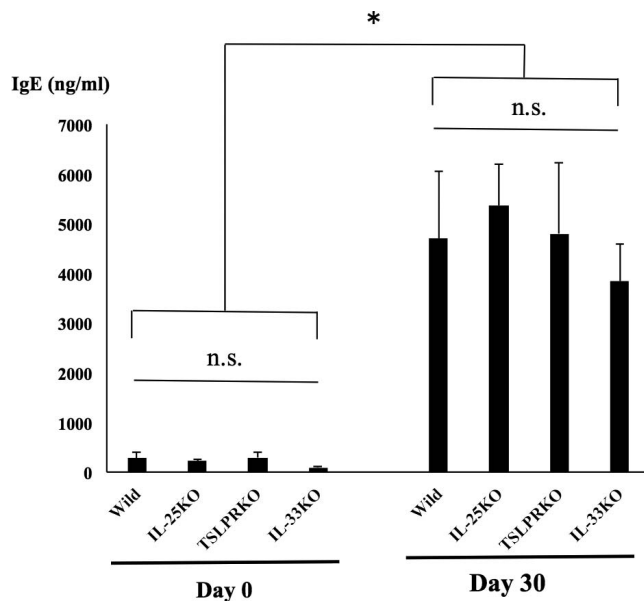 *
IgE (ng/ml)
n.s.
7000
6000
5000
4000
3000
2000
1000
0
n.s.
Wild
IL-25KO
TSLPRKO
IL-33KO
Wild
IL-25KO
TSLPRKO
IL-33KO
Day 0
Day 30